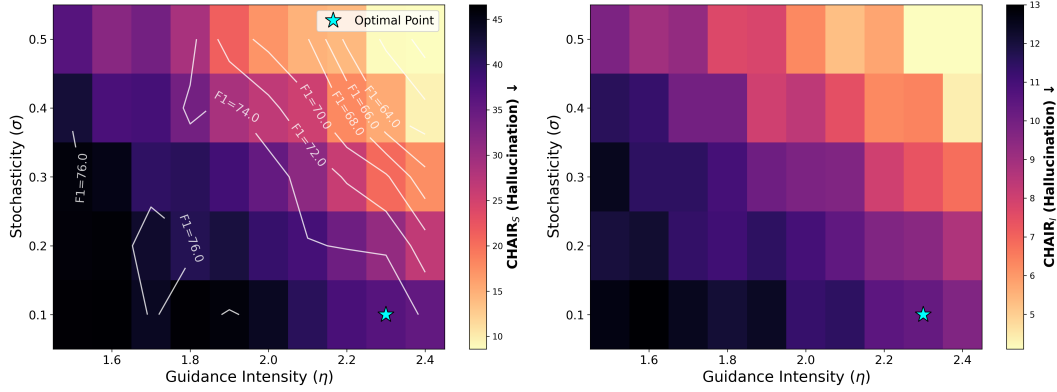 Optimal Point
F1=74.0
F1=70.0
F1=68.0
F1=66.0
F1=64.0
F1=72.0
F1=76.0
F1=76.0
0.5
0.4
0.3
0.2
0.1
Stochasticity (σ)
1.6 1.8 2.0 2.2 2.4
Guidance Intensity (η)
45
40
35
30
25
20
15
10
CHAIR_S (Hallucination) ↓
0.5
0.4
0.3
0.2
0.1
Stochasticity (σ)
1.6 1.8 2.0 2.2 2.4
Guidance Intensity (η)
13
12
11
10
9
8
7
6
5
CHAIR_I (Hallucination) ↓